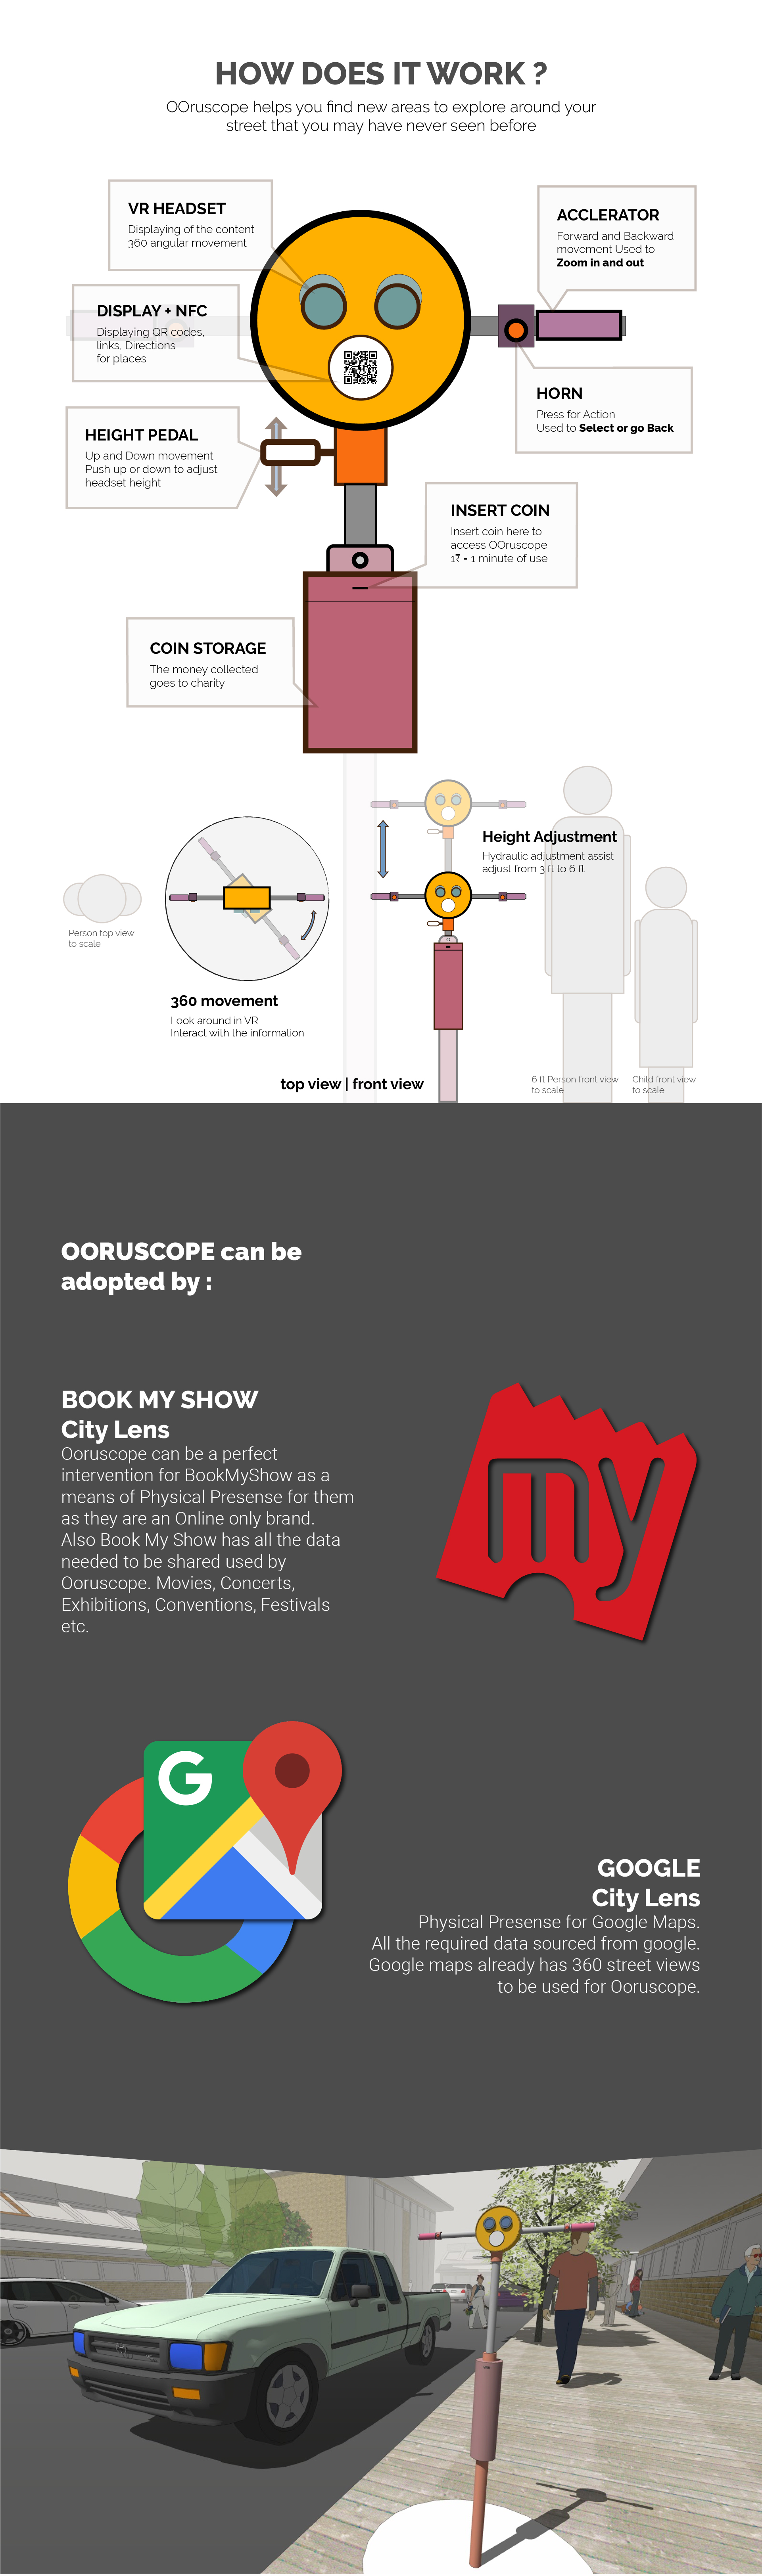 HOW DOES IT WORK ?
OOruscope helps you find new areas to explore around your
street that you may have never seen before
VR HEADSET
Displaying of the content
360 angular movement
ACCLERATOR
Forward and Backward
movement Used to
Zoom in and out
DISPLAY + NFC
Displaying QR codes,
links, Directions
for places
HORN
Press for Action
Used to Select or go Back
HEIGHT PEDAL
Up and Down movement
Push up or down to adjust
headset height
INSERT COIN
Insert coin here to
access OOruscope
1₹ - 1 minute of use
COIN STORAGE
The money collected
goes to charity
Height Adjustment
Hydraulic adjustment assist
adjust from 3 ft to 6 ft
Person top view
to scale
360 movement
Look around in VR
Interact with the information
top view | front view
6 ft Person front view
to scale
Child front view
to scale
OORUSCOPE can be
adopted by :
BOOK MY SHOW
City Lens
Ooruscope can be a perfect
intervention for BookMyShow as a
means of Physical Presense for them
as they are an Online only brand.
Also Book My Show has all the data
needed to be shared used by
Ooruscope. Movies, Concerts,
Exhibitions, Conventions, Festivals
etc.
my
G
GOOGLE
City Lens
Physical Presense for Google Maps.
All the required data sourced from google.
Google maps already has 360 street views
to be used for Ooruscope.